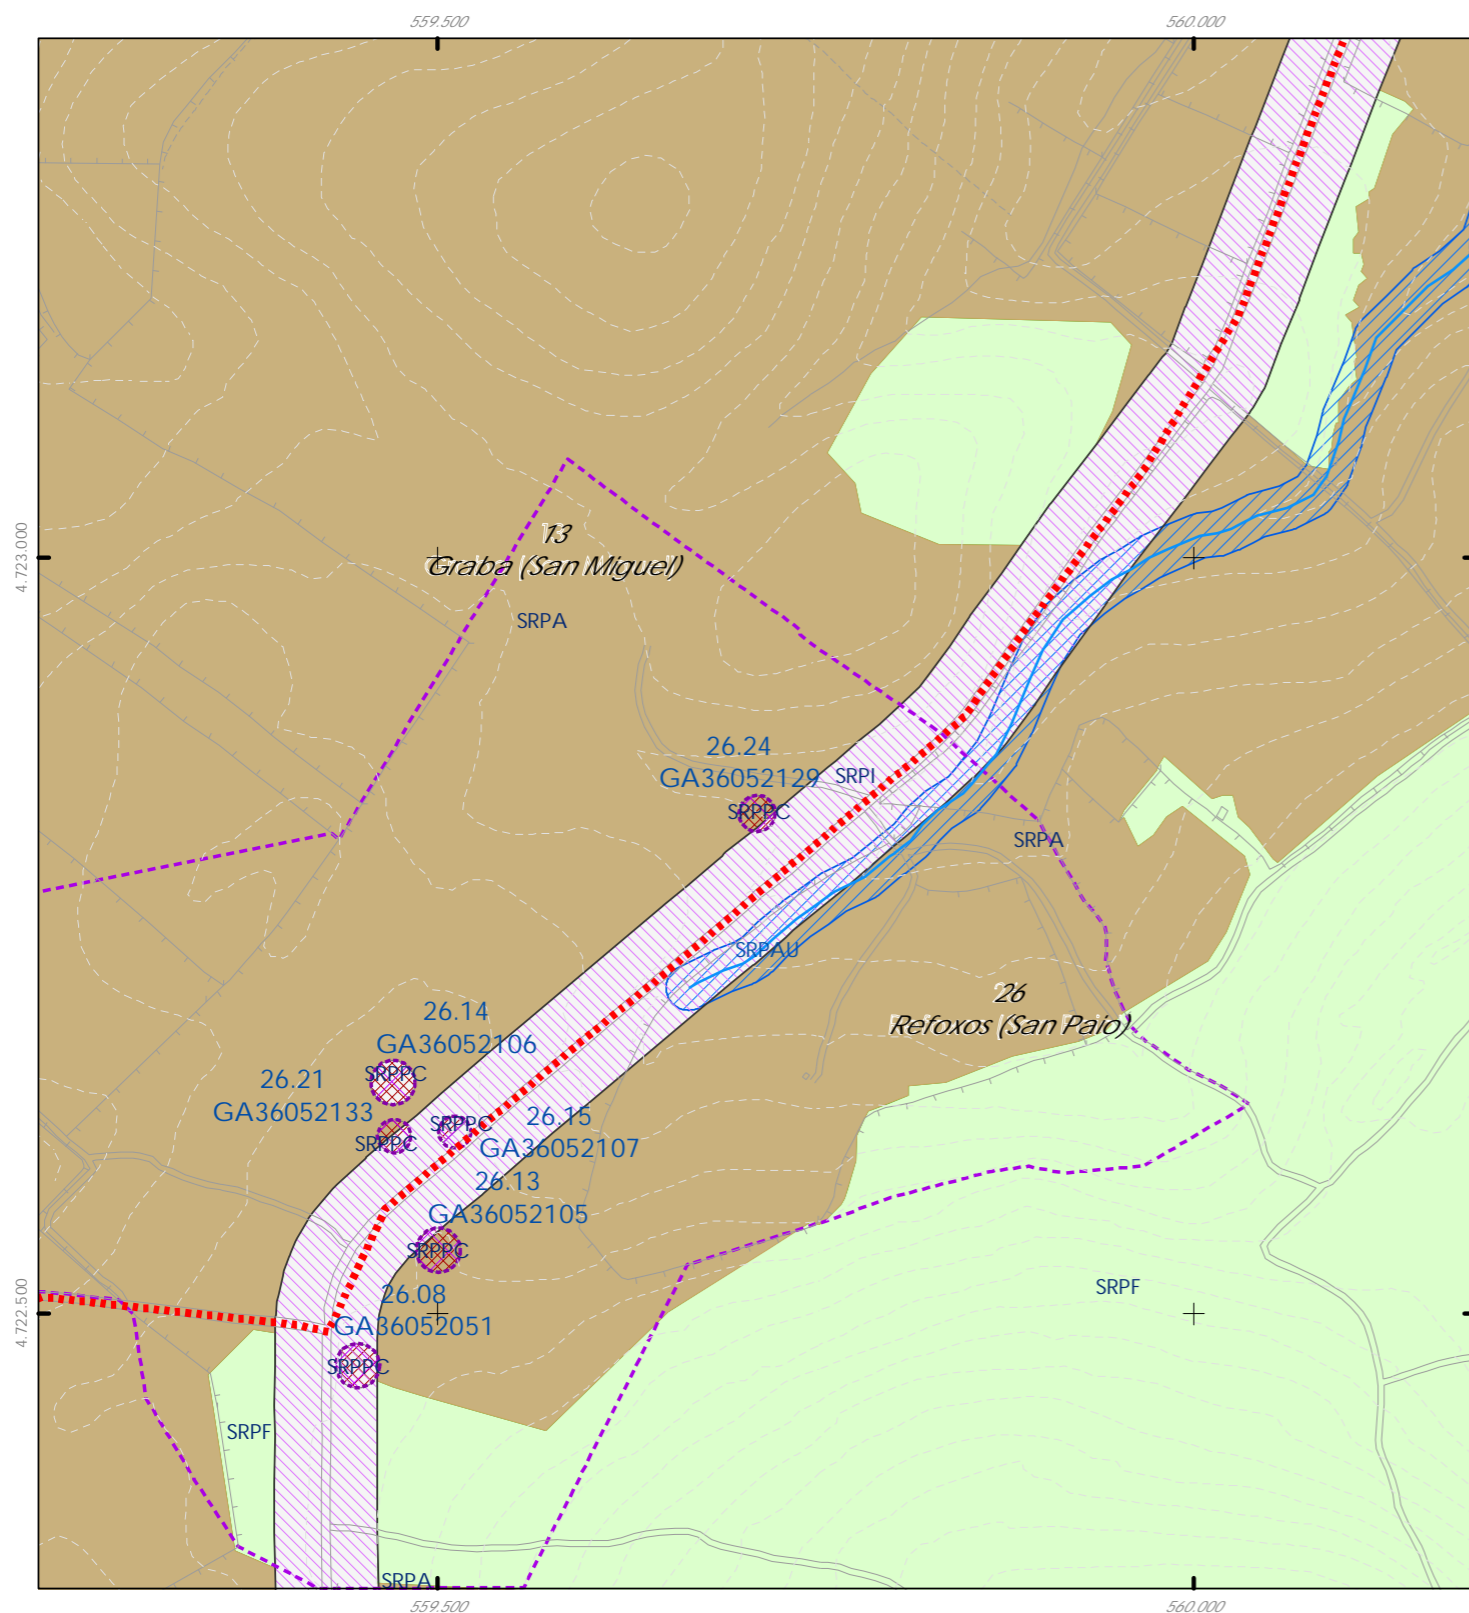 559.500
560.000
4.723.000
13
Graba (San Miguel)
SRPA
26.24
GA36052129
SRPI
SRPPC
SRPA
SRPAU
26
Refoxos (San Paio)
26.14
GA36052106
SRPPC
26.21
GA36052133
SRPPC
SRPPC
26.15
GA36052107
26.13
GA36052105
SRPPC
26.08
GA36052051
SRPPC
SRPF
4.722.500
SRPF
SRPA
559.500
560.000